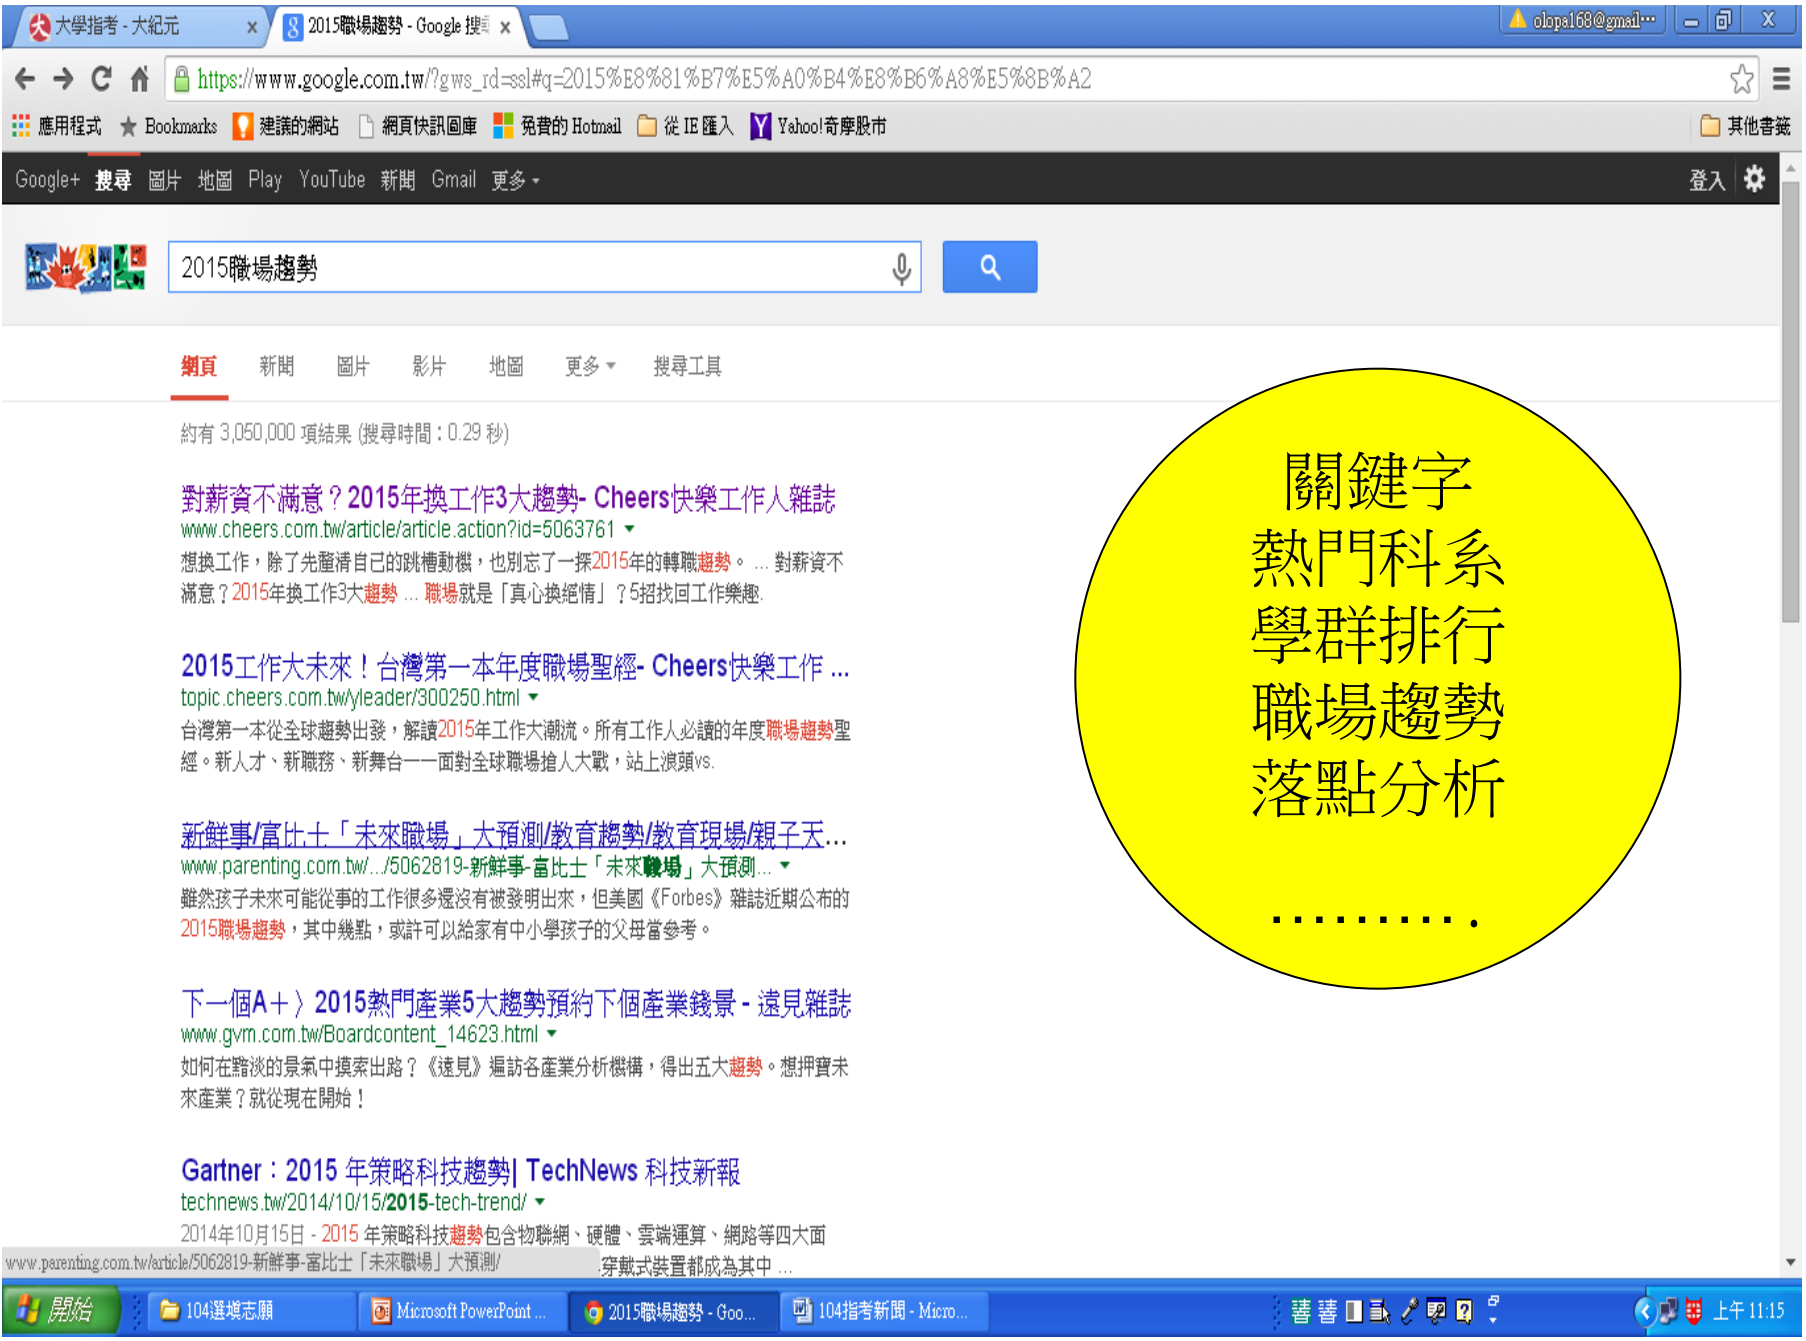 大學指考 - 大紀元
2015職場趨勢 - Google 搜尋
olopa168@gmail...
https://www.google.com.tw/?gws_rd=ssl#q=2015%E8%81%B7%E5%A0%B4%E8%B6%A8%E5%8B%A2
應用程式 Bookmarks 建議的網站 網頁快訊圖庫 免費的 Hotmail 從 IE 匯入 Yahoo!奇摩股市 其他書籤
Google+ 搜尋 圖片 地圖 Play YouTube 新聞 Gmail 更多 登入
2015職場趨勢
網頁 新聞 圖片 影片 地圖 更多 搜尋工具
約有 3,050,000 項結果 (搜尋時間：0.29 秒)
對薪資不滿意？2015年換工作3大趨勢- Cheers快樂工作人雜誌
www.cheers.com.tw/article/article.action?id=5063761
想換工作，除了先釐清自己的跳槽動機，也別忘了一探2015年的轉職趨勢。 ... 對薪資不
滿意？2015年換工作3大趨勢 ... 職場就是「真心換絕情」？5招找回工作樂趣.
2015工作大未來！台灣第一本年度職場聖經- Cheers快樂工作 ...
topic.cheers.com.tw/yleader/300250.html
台灣第一本從全球趨勢出發，解讀2015年工作大潮流。所有工作人必讀的年度職場趨勢聖
經。新人才、新職務、新舞台一一面對全球職場搶人大戰，站上浪頭vs.
新鮮事/富比士「未來職場」大預測/教育趨勢/教育現場/親子天...
www.parenting.com.tw/.../5062819-新鮮事-富比士「未來職場」大預測...
雖然孩子未來可能從事的工作很多還沒有被發明出來，但美國《Forbes》雜誌近期公布的
2015職場趨勢，其中幾點，或許可以給家有中小學孩子的父母當參考。
下一個A＋〉2015熱門產業5大趨勢預約下個產業錢景 - 遠見雜誌
www.gvm.com.tw/Boardcontent_14623.html
如何在黯淡的景氣中摸索出路？《遠見》遍訪各產業分析機構，得出五大趨勢。想押寶未
來產業？就從現在開始！
Gartner：2015 年策略科技趨勢| TechNews 科技新報
technews.tw/2014/10/15/2015-tech-trend/
2014年10月15日 - 2015 年策略科技趨勢包含物聯網、硬體、雲端運算、網路等四大面
穿戴式裝置都成為其中 ...
www.parenting.com.tw/article/5062819-新鮮事-富比士「未來職場」大預測/
關鍵字
熱門科系
學群排行
職場趨勢
落點分析
……….
開始 104選填志願 Microsoft PowerPoint ... 2015職場趨勢 - Goo... 104指考新聞 - Micro... 上午 11:15